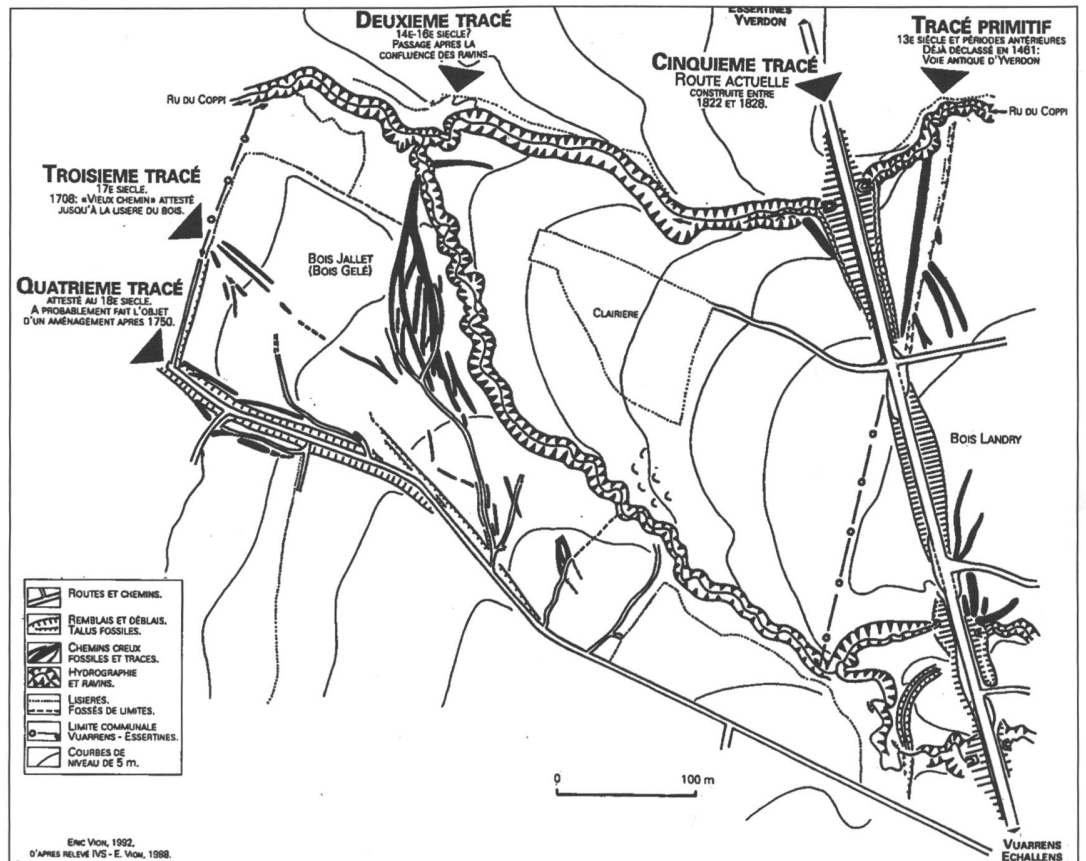 ESSERTINES
YVERDON
DEUXIEME TRACÉ
14E-16E SIECLE?
PASSAGE APRES LA
CONFLUENCE DES RAVINS
CINQUIEME TRACÉ
ROUTE ACTUELLE
CONSTRUITE ENTRE
1822 ET 1828.
TRACÉ PRIMITIF
13E SIÈCLE ET PÉRIODES ANTÉRIEURES
DÉJÀ DÉCLASSÉ EN 1461:
VOIE ANTIQUE D'YVERDON
RU DU COPPI
RU DU COPPI
TROISIEME TRACÉ
17E SIECLE.
1708: «VIEUX CHEMIN» ATTESTÉ
JUSQU'À LA LISIERE DU BOIS.
QUATRIEME TRACÉ
ATTESTÉ AU 18E SIECLE.
A PROBABLEMENT FAIT L'OBJET
D'UN AMÉNAGEMENT APRES 1750.
BOIS JALLET
(BOIS GELÉ)
CLAIRIÈRE
BOIS LANDRY
ROUTES ET CHEMINS.
REMBLAIS ET DÉBLAIS.
TALUS FOSSILES.
CHEMINS CREUX
FOSSILES ET TRACES.
HYDROGRAPHIE
ET RAVINS.
LISIERES.
FOSSÉS DE LIMITES.
LIMITE COMMUNALE
VUARRENS - ESSERTINES.
COURBES DE
NIVEAU DE 5 m.
0 100 m
ERIC VION, 1992,
D'APRES RELEVÉ IVS - E. VION, 1988.
VUARRENS
ECHALLENS